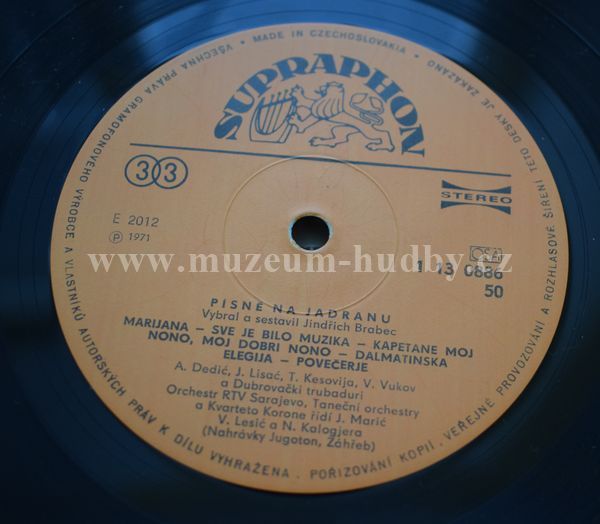 VŠECHNA PRÁVA GRAMOFONOVÉHO VÝROBCE A VLASTNÍKŮ AUTORSKÝCH PRÁV K DÍLU VYHRAŽENA. POŘIZOVÁNÍ KOPIÍ, VEŘEJNÉ PROVOZOVÁNÍ A ROZHLASOVÉ ŠÍŘENÍ TÉTO DESKY JE ZAKÁZÁNO • MADE IN CZECHOSLOVAKIA •
SUPRAPHON
33
STEREO
E 2012
℗ 1971
OSA
1 13 0886
50
www.muzeum-hudby.cz
PÍSNĚ NA JADRANU
Vybral a sestavil Jindřich Brabec
MARIJANA – SVE JE BILO MUZIKA – KAPETANE MOJ
NONO, MOJ DOBRI NONO – DALMATINSKA
ELEGIJA – POVEČERJE
A. Dedić, J. Lisac, T. Kesovija, V. Vukov
a Dubrovački trubaduri
Orchestr RTV Sarajevo, Taneční orchestry
a Kvarteto Korone řídí J. Marić
V. Lesić a N. Kalogjera
(Nahrávky Jugoton, Záhřeb)